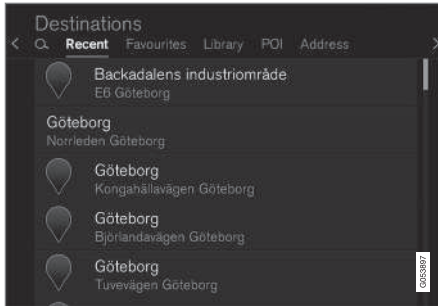 Destinations
Recent Favourites Library POI Address
Backadalens industriområde
E6 Göteborg
Göteborg
Norrleden Göteborg
Göteborg
Kongahällavägen Göteborg
Göteborg
Björlandavägen Göteborg
Göteborg
Tuvevägen Göteborg
G053897